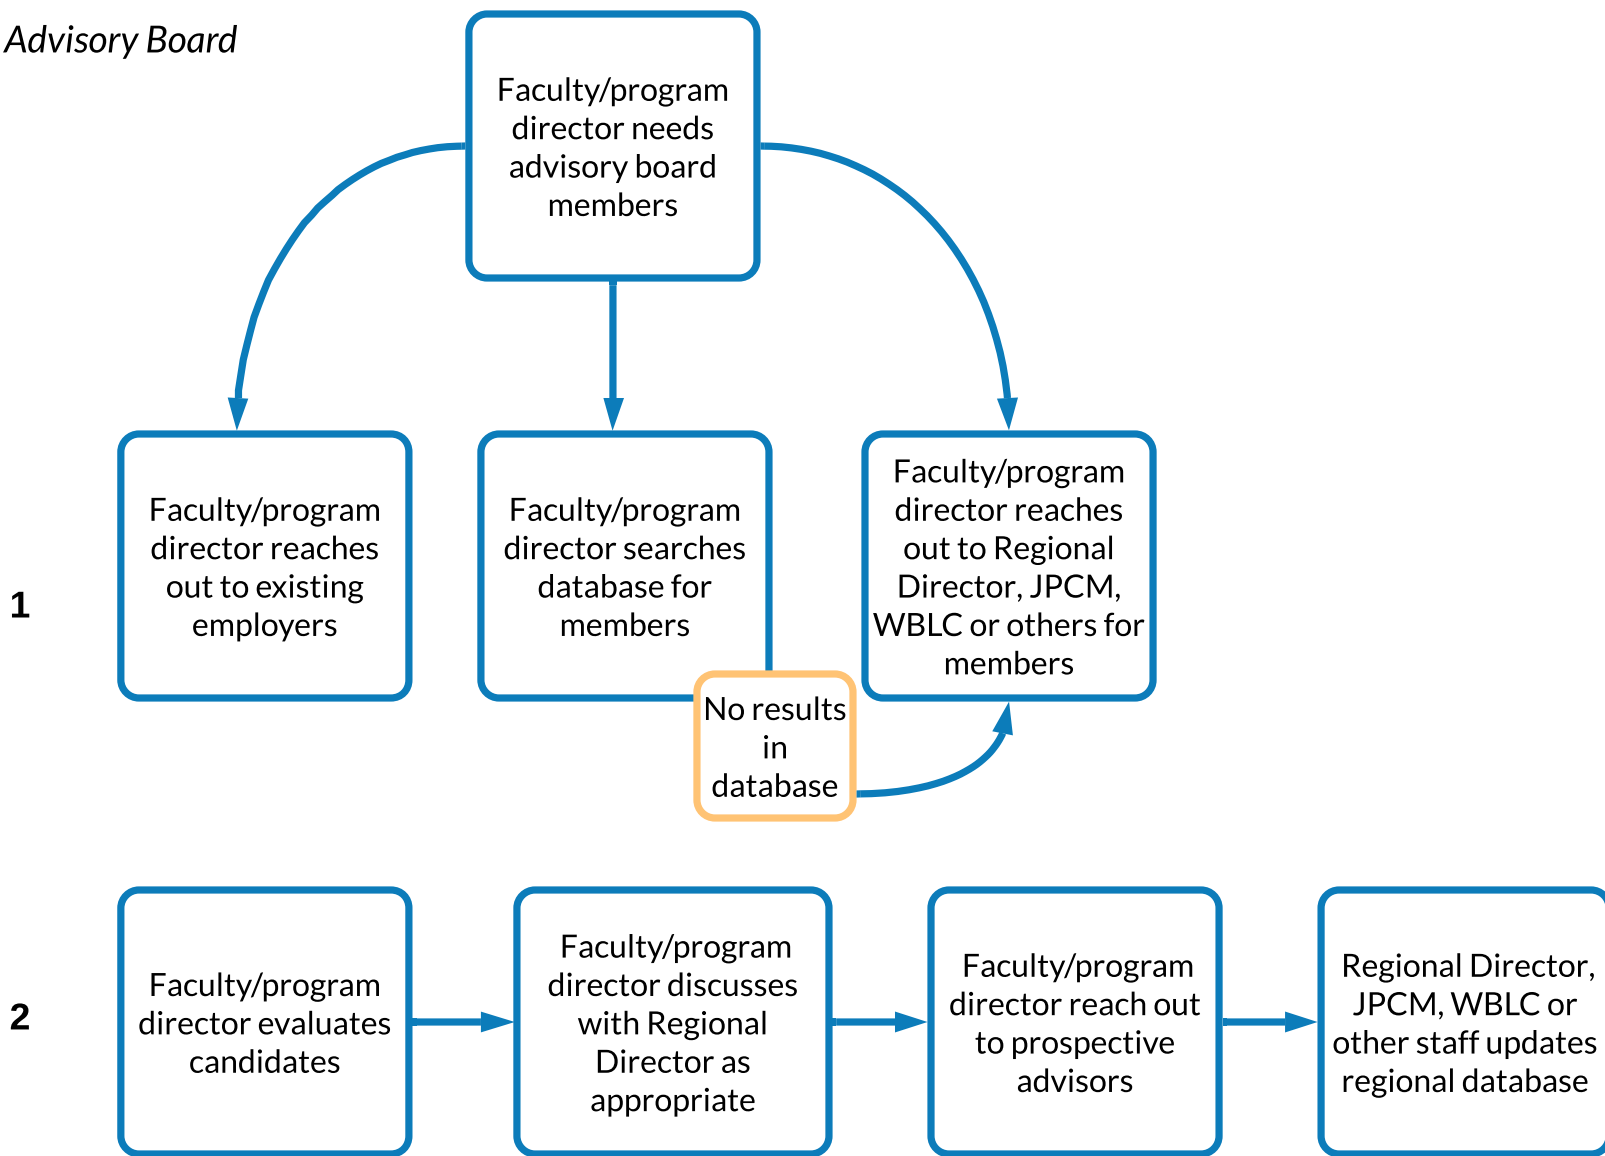 Advisory Board
Faculty/program
director needs
advisory board
members
1
Faculty/program
director reaches
out to existing
employers
Faculty/program
director searches
database for
members
Faculty/program
director reaches
out to Regional
Director, JPCM,
WBLC or others for
members
No results
in
database
2
Faculty/program
director evaluates
candidates
Faculty/program
director discusses
with Regional
Director as
appropriate
Faculty/program
director reach out
to prospective
advisors
Regional Director,
JPCM, WBLC or
other staff updates
regional database